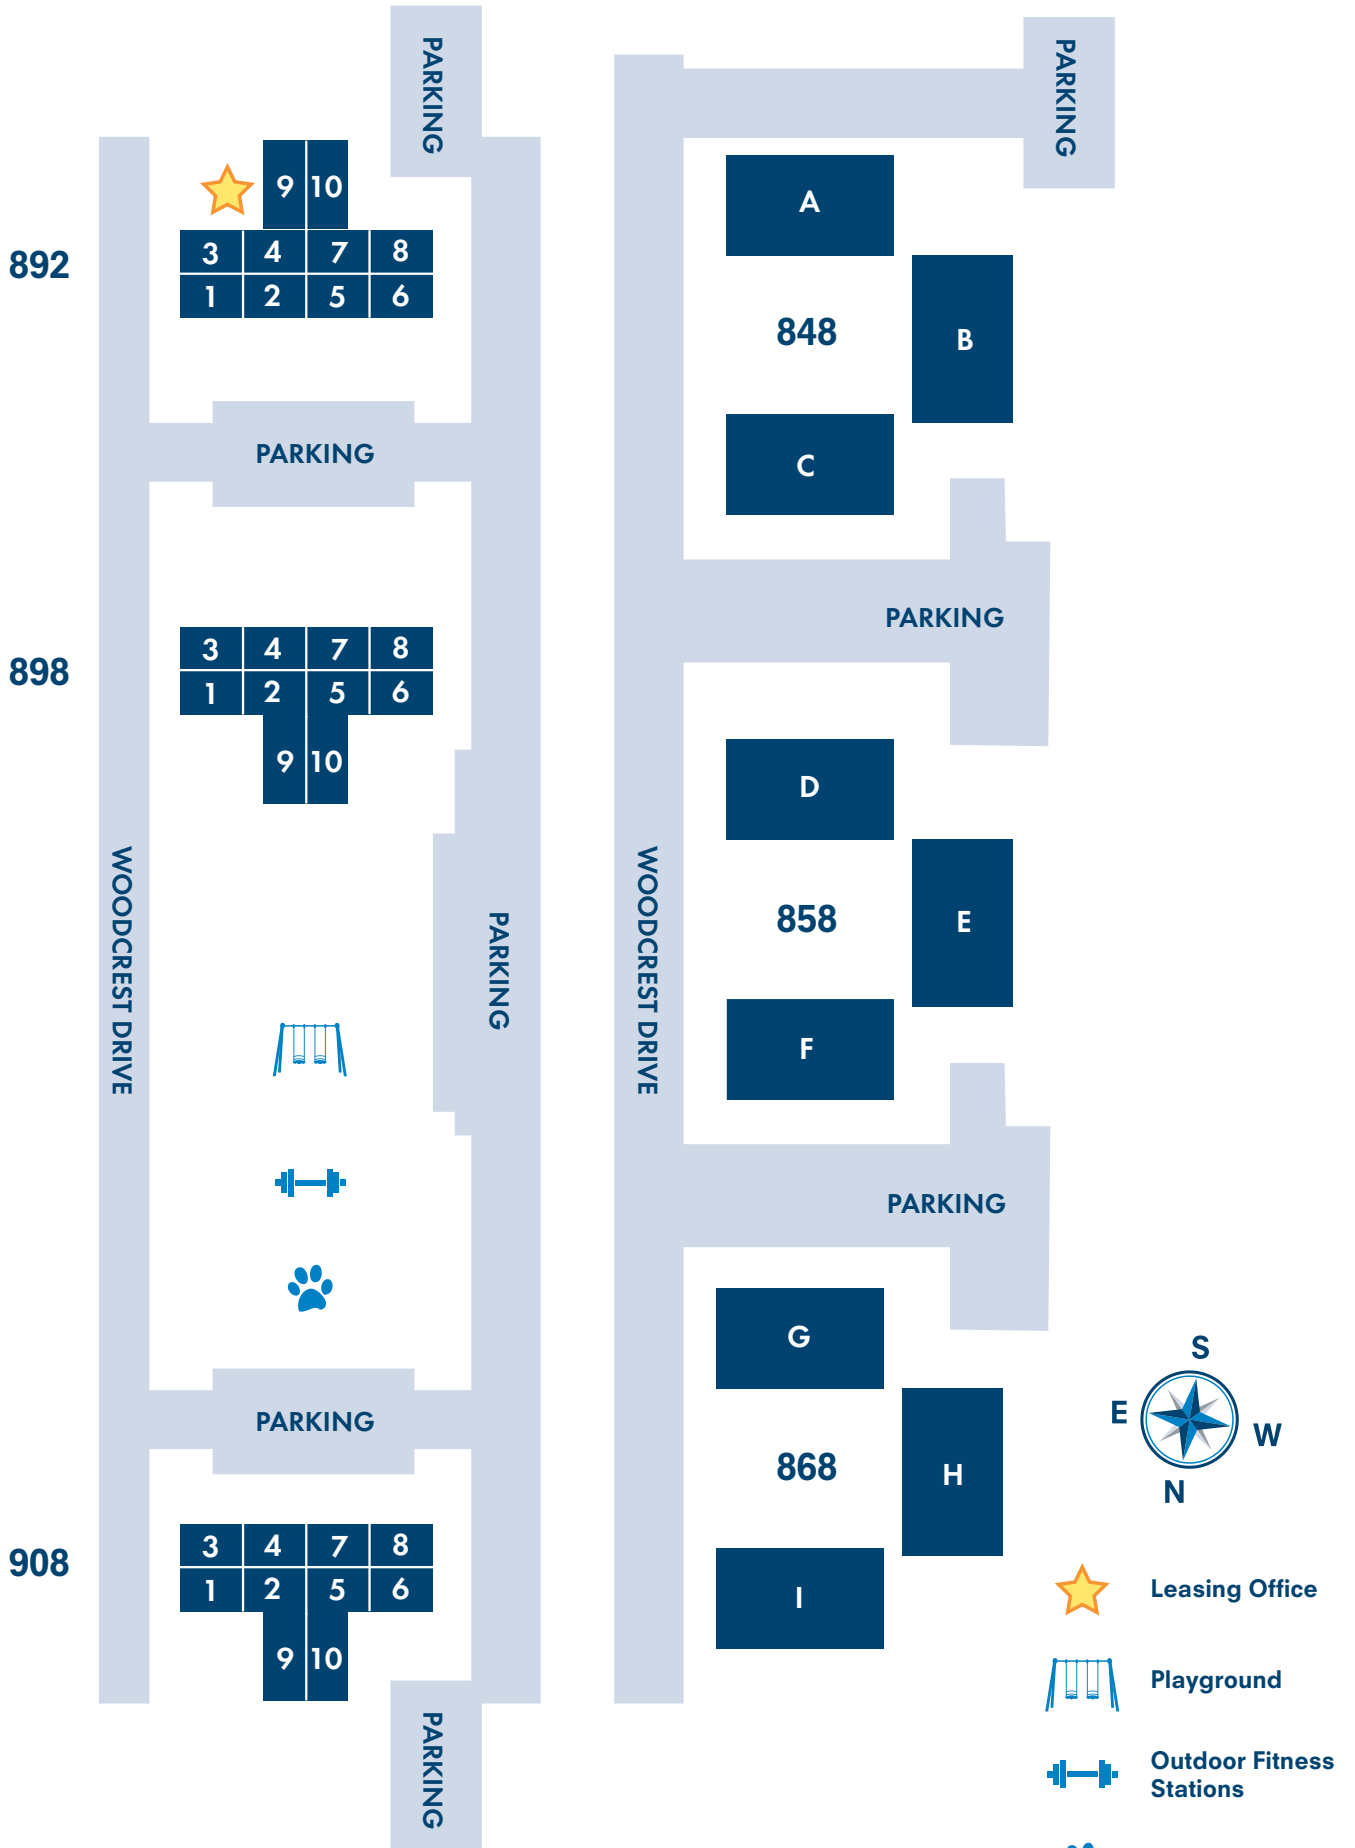 PARKING
PARKING
892
9 10
3 4 7 8
1 2 5 6
A
848
B
C
PARKING
PARKING
898
3 4 7 8
1 2 5 6
9 10
D
858
E
F
WOODCREST DRIVE
PARKING
WOODCREST DRIVE
PARKING
PARKING
G
868
H
I
908
3 4 7 8
1 2 5 6
9 10
PARKING
S
E
W
N
Leasing Office
Playground
Outdoor Fitness
Stations